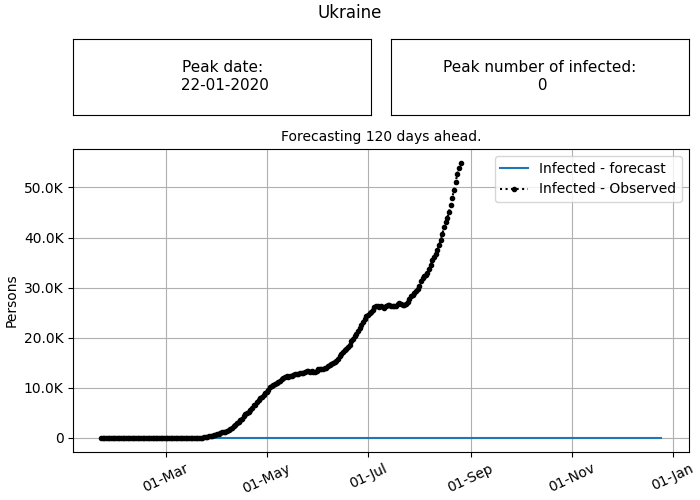 Ukraine
Peak date:
22-01-2020
Peak number of infected:
0
Forecasting 120 days ahead.
Infected - forecast
Infected - Observed
Persons
50.0K
40.0K
30.0K
20.0K
10.0K
0
01-Mar
01-May
01-Jul
01-Sep
01-Nov
01-Jan